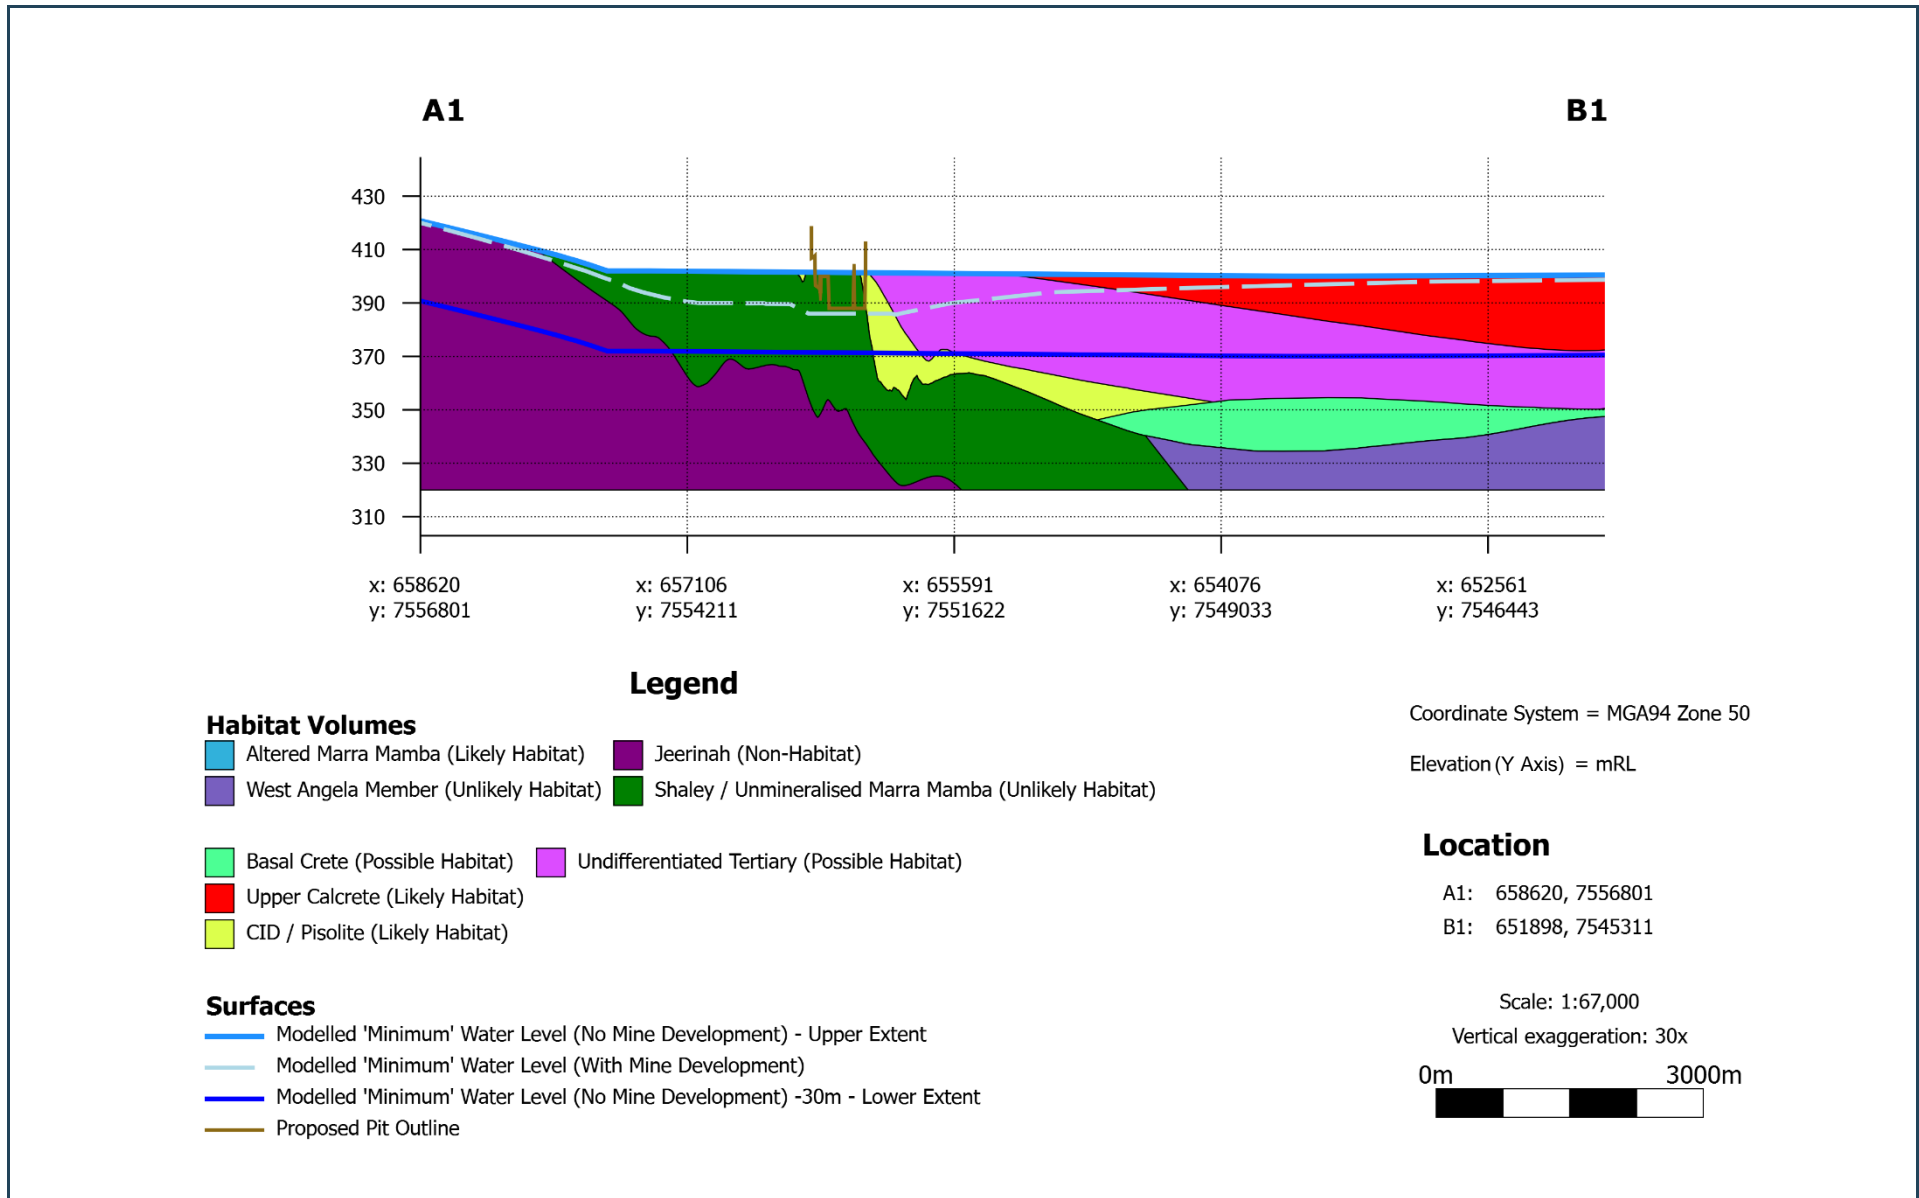 A1
B1
430
410
390
370
350
330
310
x: 658620
y: 7556801
x: 657106
y: 7554211
x: 655591
y: 7551622
x: 654076
y: 7549033
x: 652561
y: 7546443
Legend
Habitat Volumes
Altered Marra Mamba (Likely Habitat)
Jeerinah (Non-Habitat)
West Angela Member (Unlikely Habitat)
Shaley / Unmineralised Marra Mamba (Unlikely Habitat)
Basal Crete (Possible Habitat)
Undifferentiated Tertiary (Possible Habitat)
Upper Calcrete (Likely Habitat)
CID / Pisolite (Likely Habitat)
Surfaces
Modelled 'Minimum' Water Level (No Mine Development) - Upper Extent
Modelled 'Minimum' Water Level (With Mine Development)
Modelled 'Minimum' Water Level (No Mine Development) -30m - Lower Extent
Proposed Pit Outline
Coordinate System = MGA94 Zone 50
Elevation (Y Axis) = mRL
Location
A1: 658620, 7556801
B1: 651898, 7545311
Scale: 1:67,000
Vertical exaggeration: 30x
0m 3000m